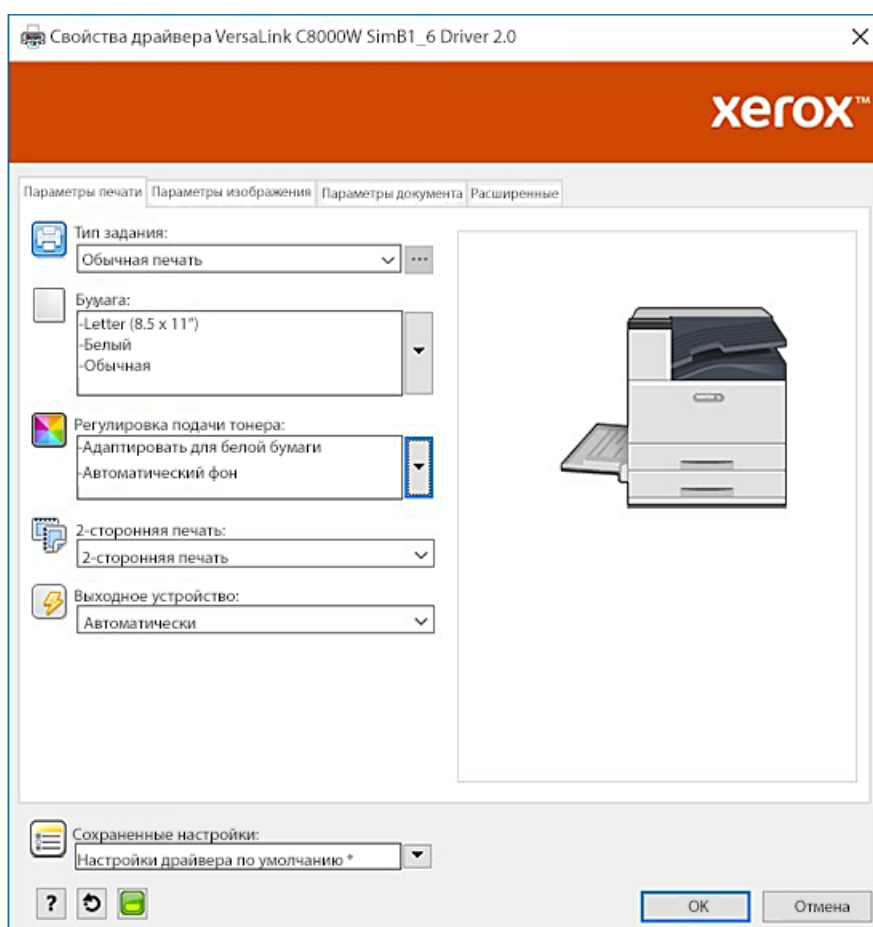 Свойства драйвера VersaLink C8000W SimB1_6 Driver 2.0
xerox™
Параметры печати Параметры изображения Параметры документа Расширенные
Тип задания:
Обычная печать
Бумага:
-Letter (8.5 x 11")
-Белый
-Обычная
Регулировка подачи тонера:
-Адаптировать для белой бумаги
-Автоматический фон
2-сторонняя печать:
2-сторонняя печать
Выходное устройство:
Автоматически
Сохраненные настройки:
Настройки драйвера по умолчанию *
?
OK Отмена